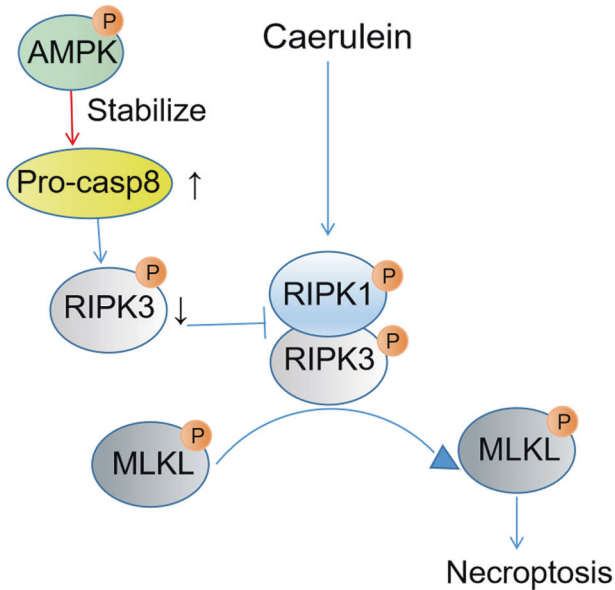 P
AMPK
Caerulein
Stabilize
Pro-casp8 ↑
P
RIPK3 ↓
RIPK1 P
RIPK3 P
P
MLKL
P
MLKL
Necroptosis